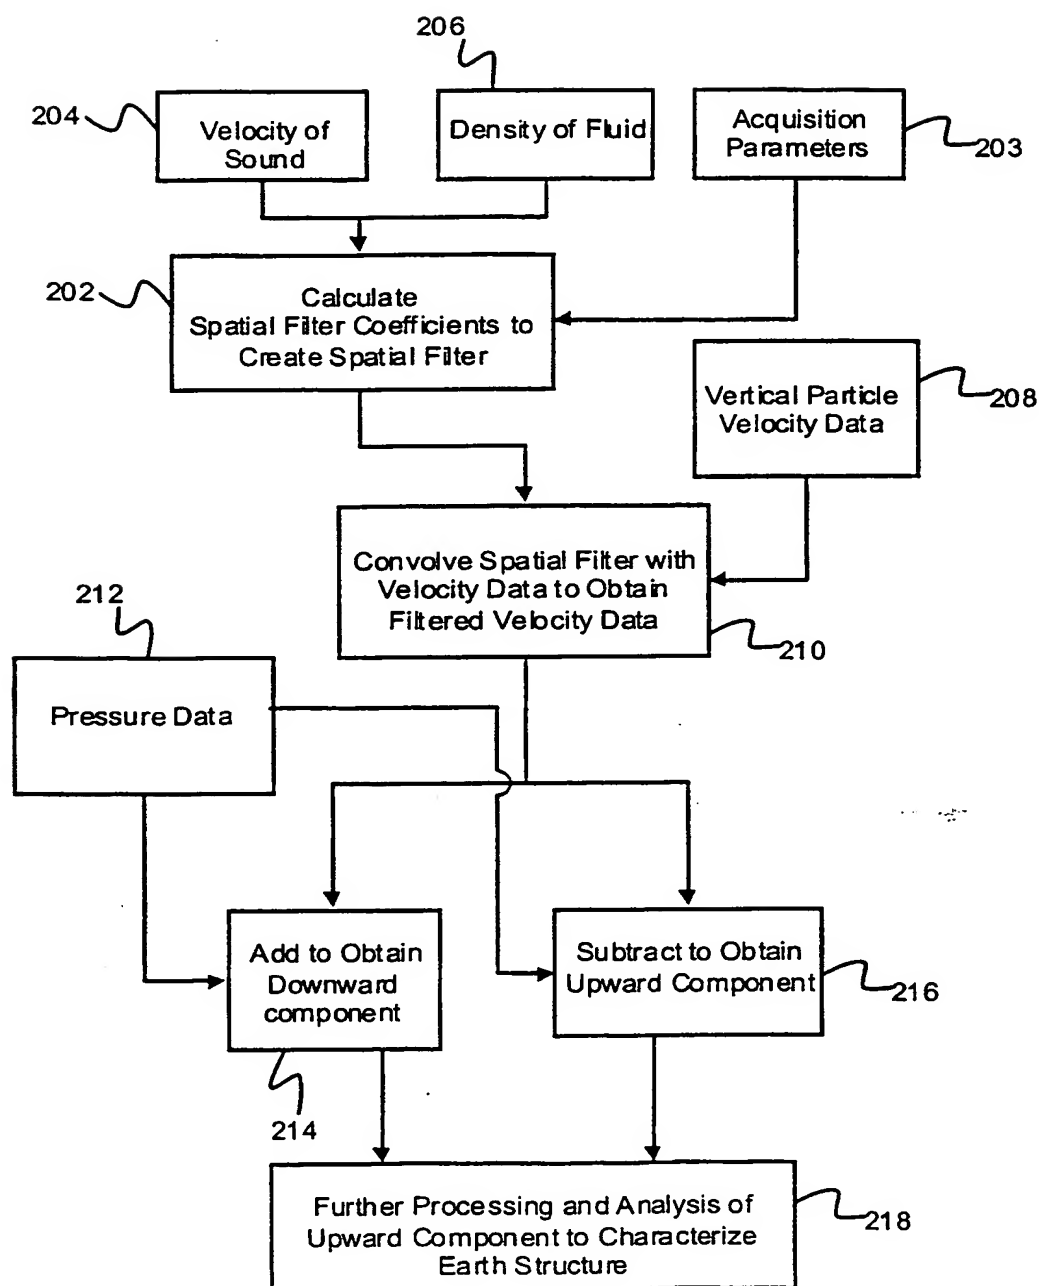 206
204
Velocity of
Sound
Density of Fluid
Acquisition
Parameters
203
202
Calculate
Spatial Filter Coefficients to
Create Spatial Filter
Vertical Particle
Velocity Data
208
Convolve Spatial Filter with
Velocity Data to Obtain
Filtered Velocity Data
210
212
Pressure Data
Add to Obtain
Downward
component
214
Subtract to Obtain
Upward Component
216
Further Processing and Analysis of
Upward Component to Characterize
Earth Structure
218